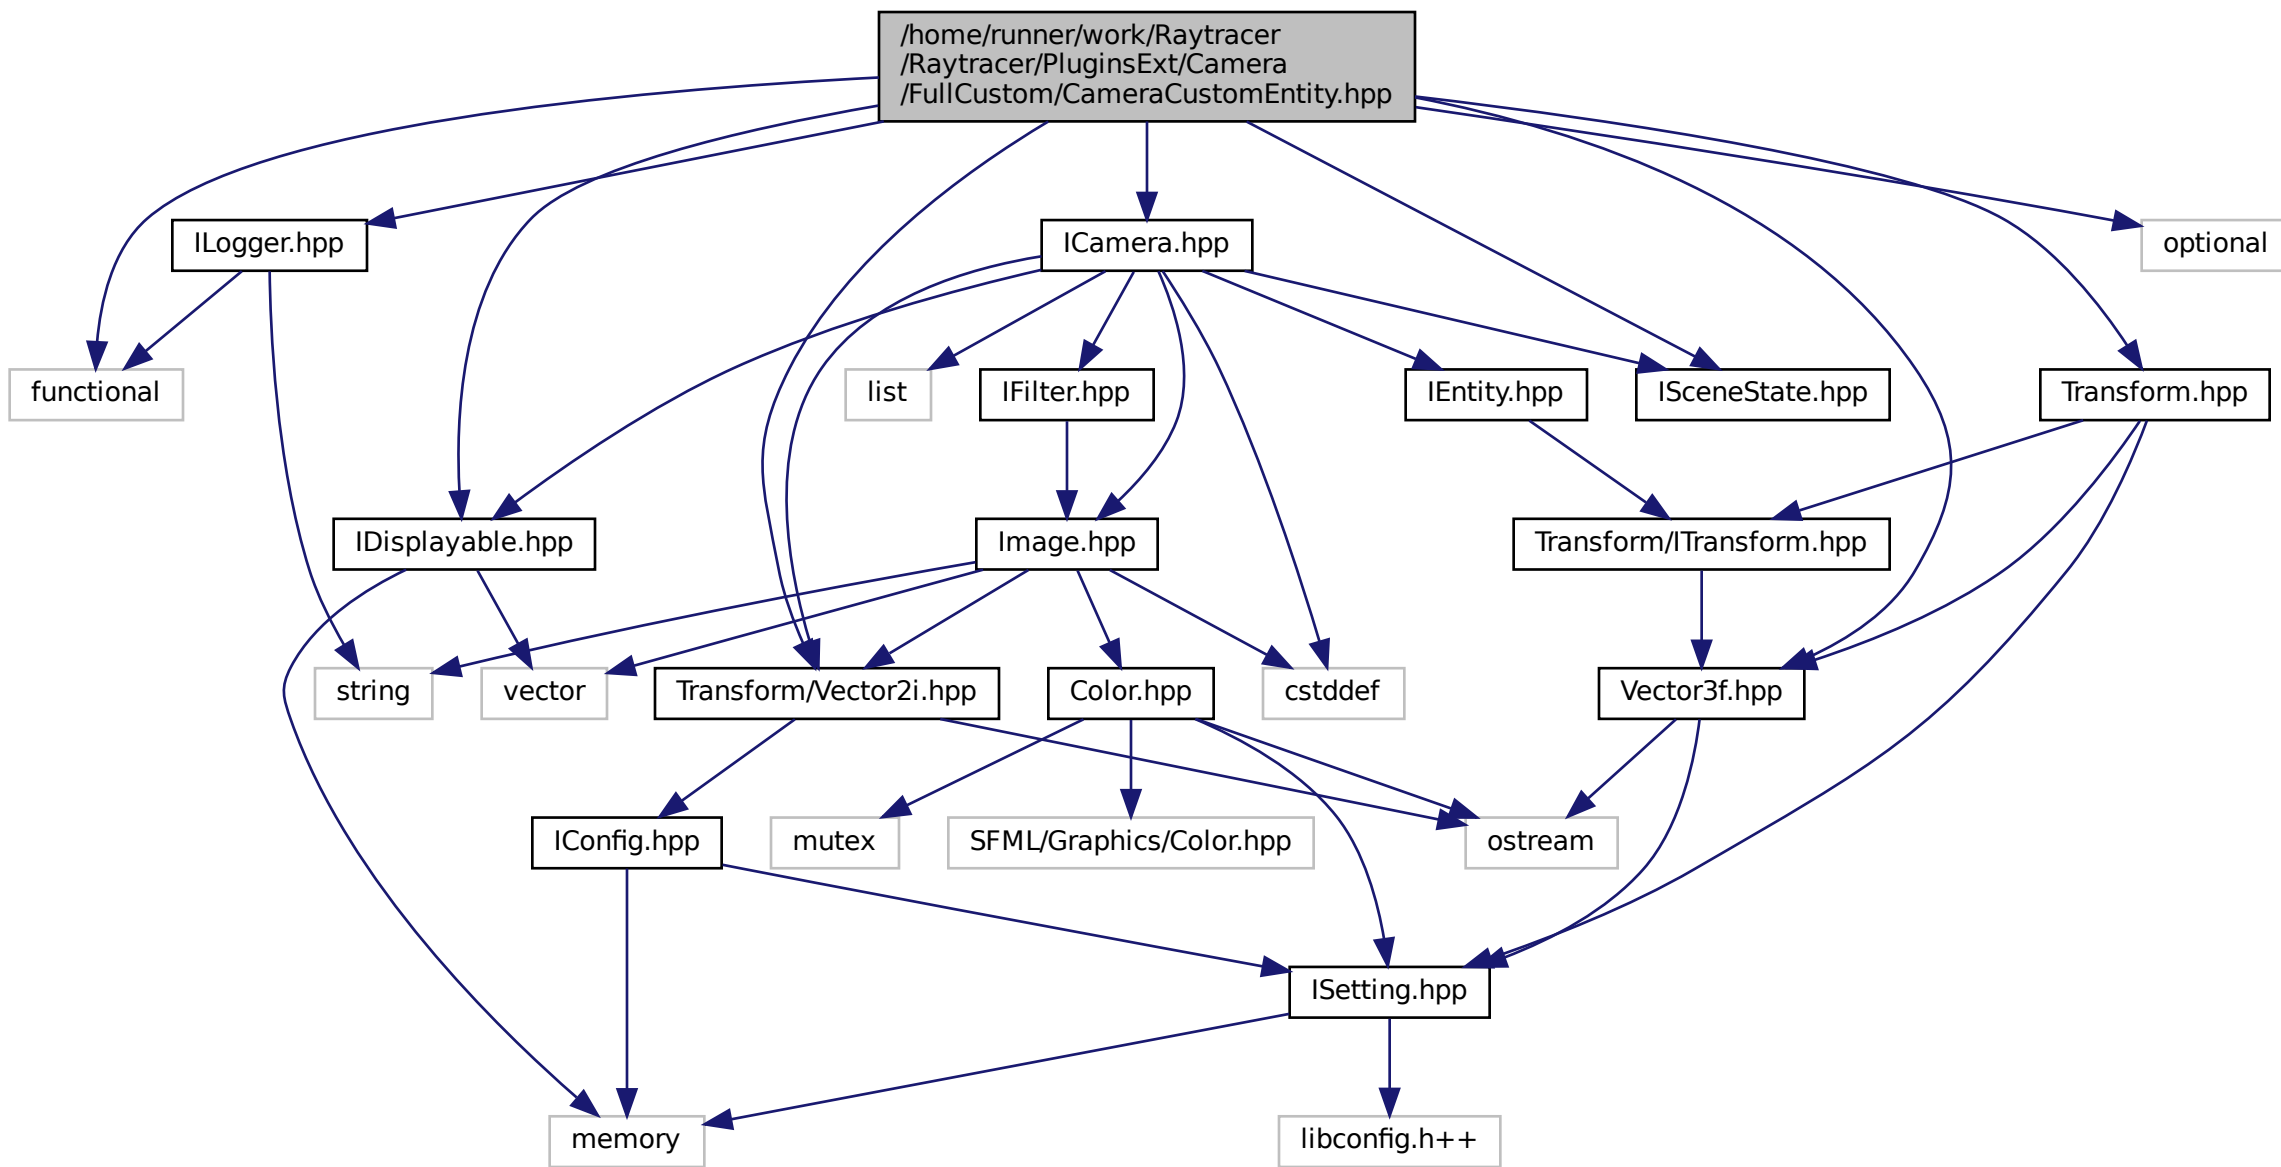 /home/runner/work/Raytracer
/Raytracer/PluginsExt/Camera
/FullCustom/CameraCustomEntity.hpp
ILogger.hpp
ICamera.hpp
optional
functional
list
IFilter.hpp
IEntity.hpp
ISceneState.hpp
Transform.hpp
IDisplayable.hpp
Image.hpp
Transform/ITransform.hpp
string
vector
Transform/Vector2i.hpp
Color.hpp
cstddef
Vector3f.hpp
IConfig.hpp
mutex
SFML/Graphics/Color.hpp
ostream
ISetting.hpp
memory
libconfig.h++